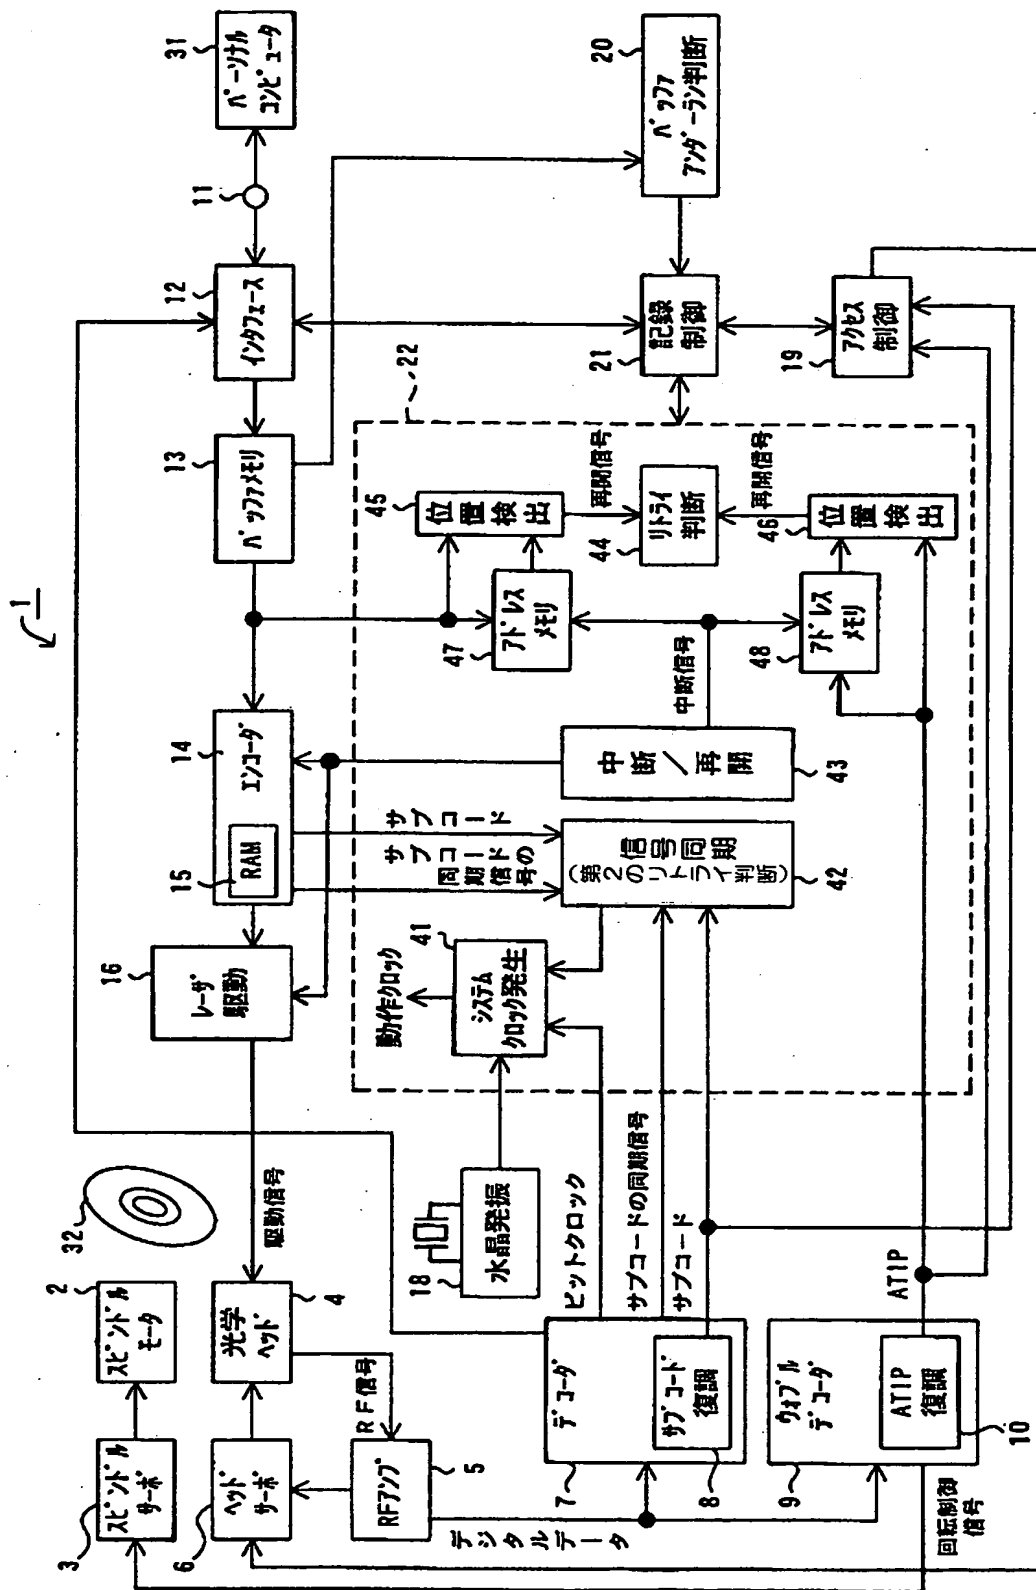 1
32
スピンドル
モータ
2
スピンドル
サーボ
3
光学
ヘッド
4
ヘッド
サーボ
6
RF信号
RFアンプ
5
駆動信号
レーザ
駆動
16
エンコーダ
14
RAM
15
バッファメモリ
13
インタフェース
12
11
パーソナル
コンピュータ
31
デジタルデータ
デコーダ
7
サブコード
復調
8
ウォブル
デコーダ
9
ATIP
復調
10
回転制御
信号
水晶発振
18
ビットクロック
サブコードの同期信号
サブコード
ATIP
動作クロック
システム
クロック発生
41
サブコード
同期信号の
サブコード
信号同期
(第2のリトライ判断)
42
中断/再開
43
中断信号
アドレス
メモリ
47
アドレス
メモリ
48
位置検出
45
位置検出
46
再開信号
リトライ
判断
44
再開信号
22
記録
制御
21
アクセス
制御
19
バッファ
アンダーラン判断
20